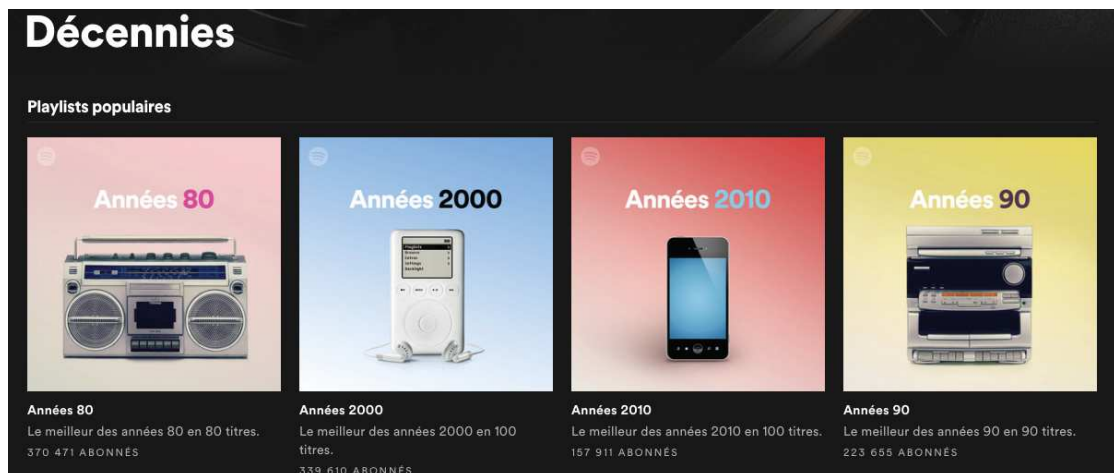 Décennies
Playlists populaires
Années 80
Années 2000
Années 2010
Années 90
Années 80
Le meilleur des années 80 en 80 titres.
370 471 ABONNÉS
Années 2000
Le meilleur des années 2000 en 100
titres.
339 610 ABONNÉS
Années 2010
Le meilleur des années 2010 en 100 titres.
157 911 ABONNÉS
Années 90
Le meilleur des années 90 en 90 titres.
223 655 ABONNÉS